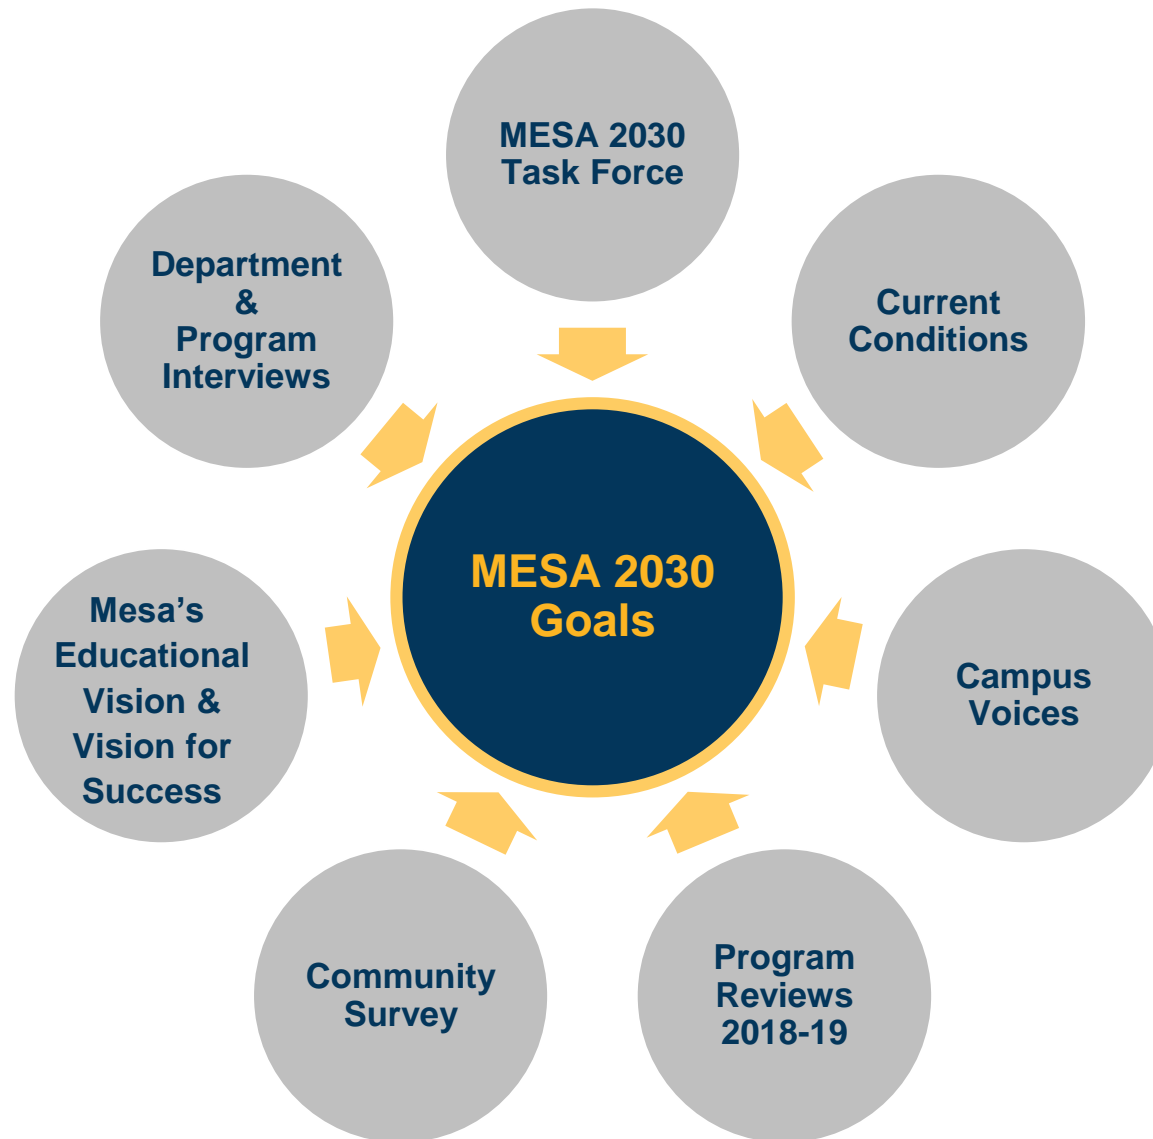 MESA 2030
Task Force
Department
&
Program
Interviews
Current
Conditions
MESA 2030
Goals
Mesa’s
Educational
Vision &
Vision for
Success
Campus
Voices
Community
Survey
Program
Reviews
2018-19